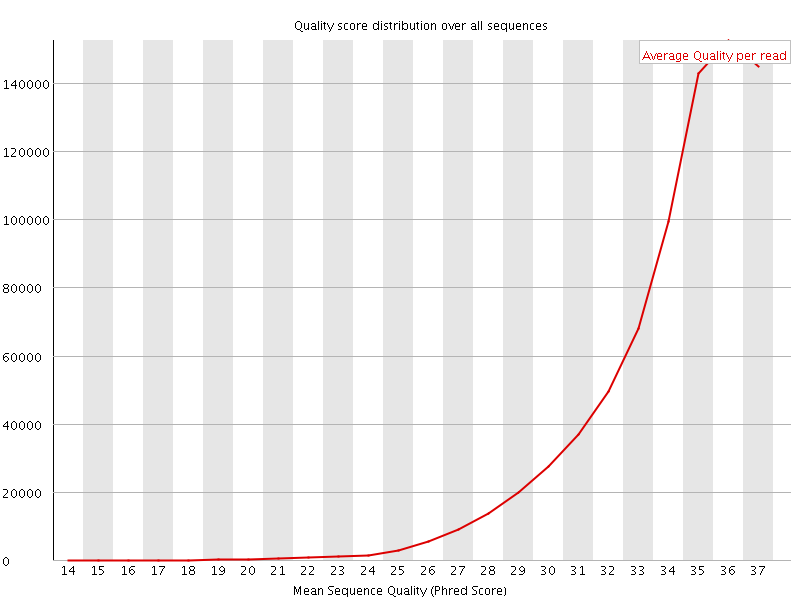 Quality score distribution over all sequences
Average Quality per read
140000
120000
100000
80000
60000
40000
20000
0
14 15 16 17 18 19 20 21 22 23 24 25 26 27 28 29 30 31 32 33 34 35 36 37
Mean Sequence Quality (Phred Score)